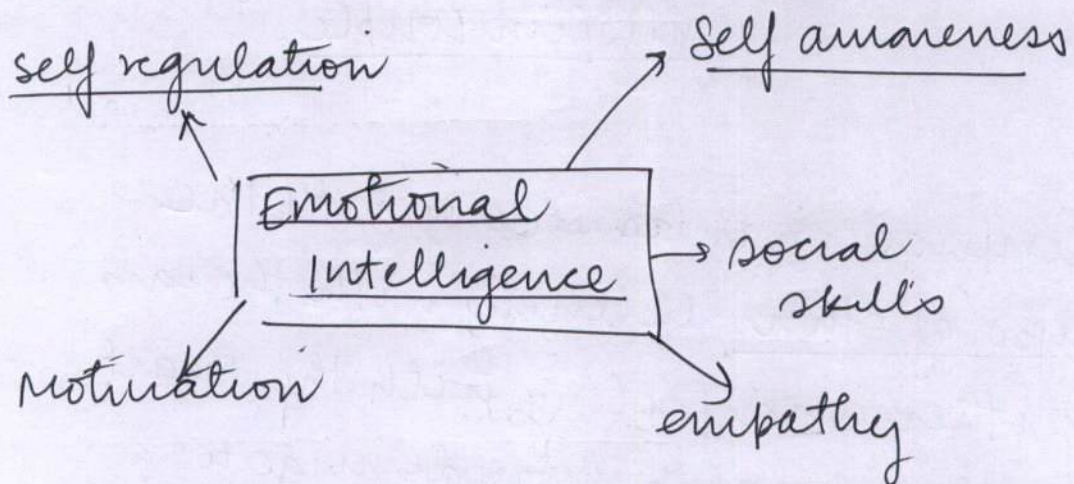 self regulation
Self awareness
Emotional
Intelligence
social
skills
Motivation
empathy